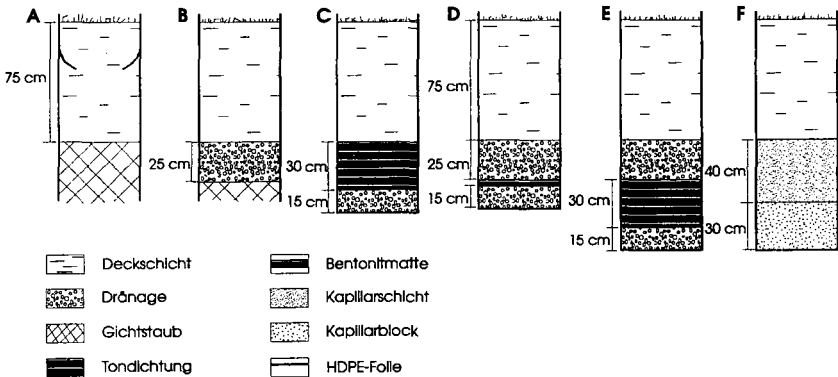 A B C D E F
75 cm
25 cm
30 cm
15 cm
75 cm
25 cm
15 cm
30 cm
15 cm
40 cm
30 cm
Deckschicht
Dränage
Gichtstaub
Tondichtung
Bentonitmatte
Kapillarschicht
Kapillarblock
HDPE-Folie